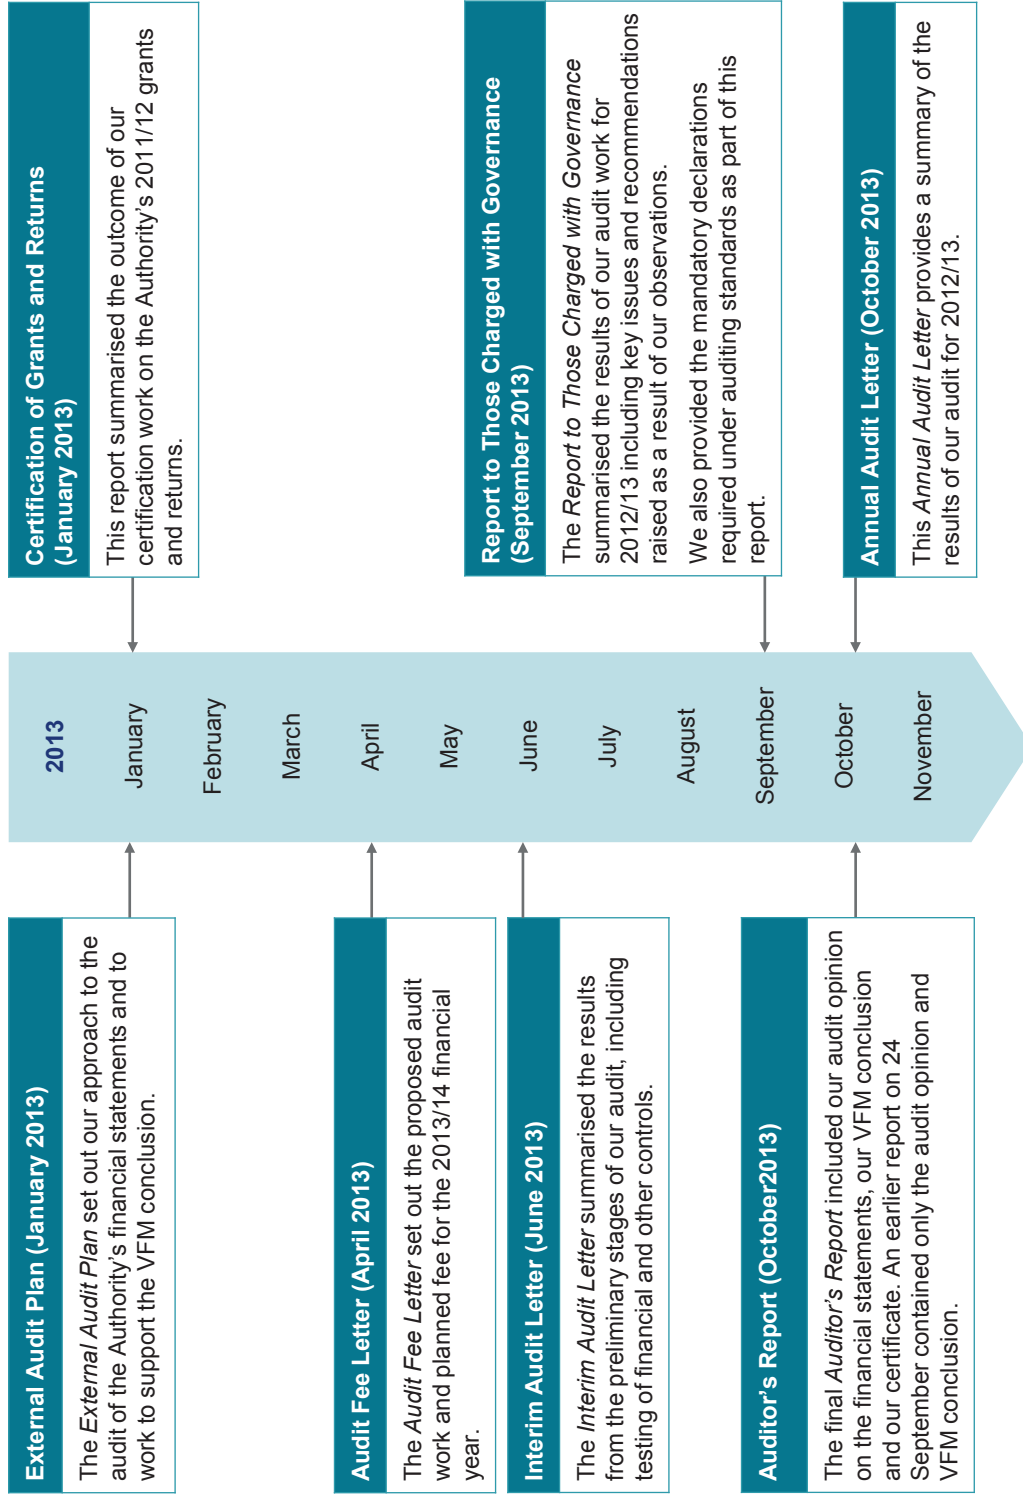 External Audit Plan (January 2013)
The External Audit Plan set out our approach to the
audit of the Authority's financial statements and to
work to support the VFM conclusion.
Audit Fee Letter (April 2013)
The Audit Fee Letter set out the proposed audit
work and planned fee for the 2013/14 financial
year.
Interim Audit Letter (June 2013)
The Interim Audit Letter summarised the results
from the preliminary stages of our audit, including
testing of financial and other controls.
Auditor's Report (October2013)
The final Auditor's Report included our audit opinion
on the financial statements, our VFM conclusion
and our certificate. An earlier report on 24
September contained only the audit opinion and
VFM conclusion.
2013
January
February
March
April
May
June
July
August
September
October
November
Certification of Grants and Returns
(January 2013)
This report summarised the outcome of our
certification work on the Authority's 2011/12 grants
and returns.
Report to Those Charged with Governance
(September 2013)
The Report to Those Charged with Governance
summarised the results of our audit work for
2012/13 including key issues and recommendations
raised as a result of our observations.
We also provided the mandatory declarations
required under auditing standards as part of this
report.
Annual Audit Letter (October 2013)
This Annual Audit Letter provides a summary of the
results of our audit for 2012/13.